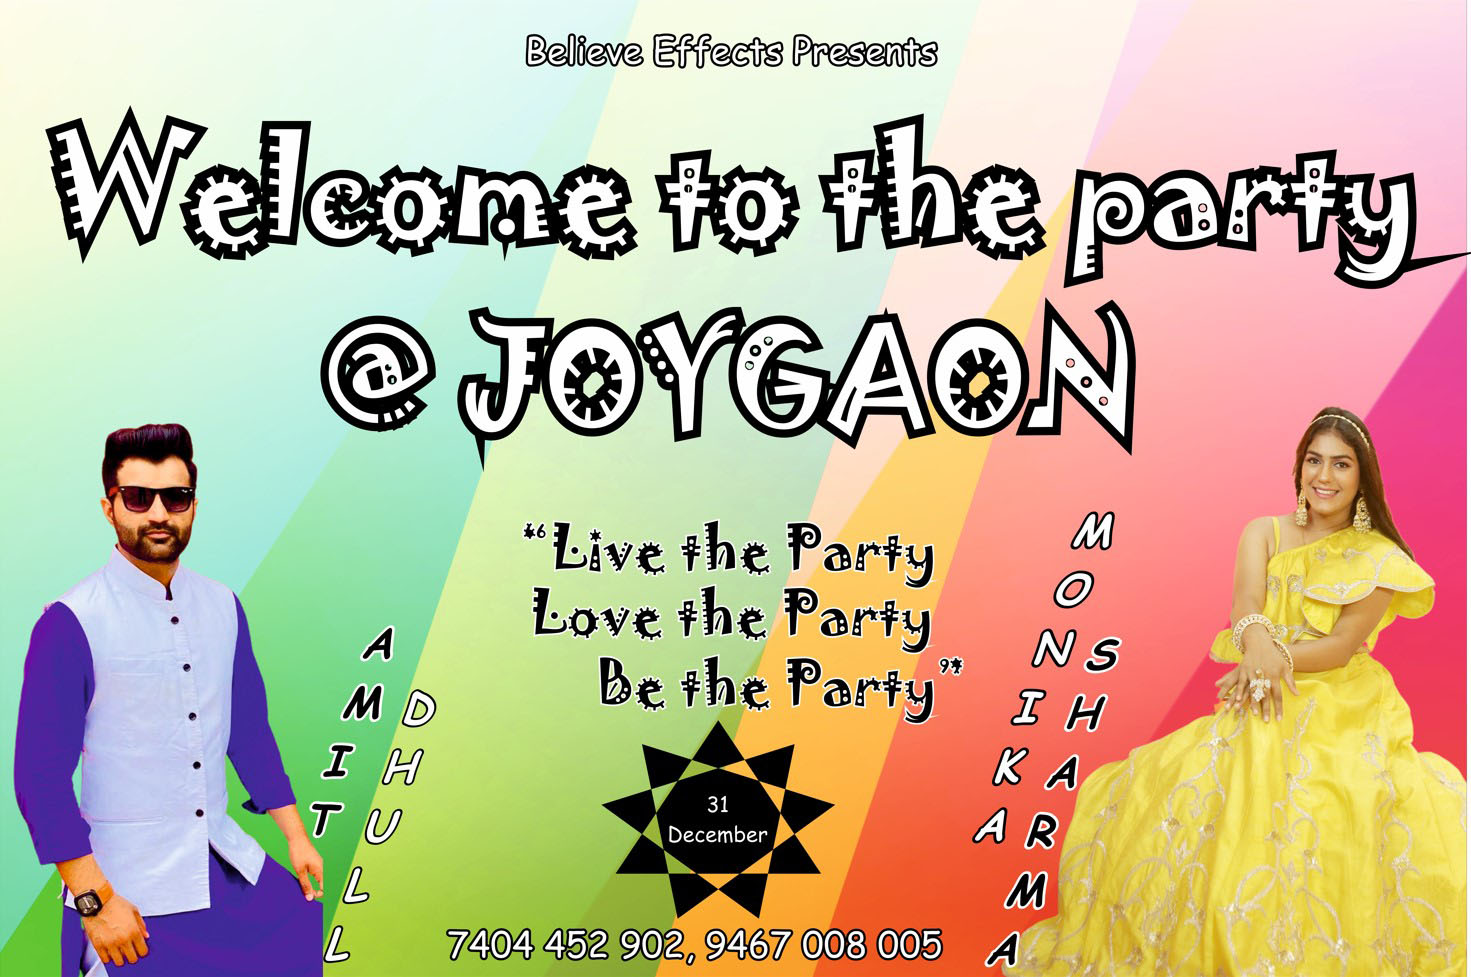 Believe Effects Presents
Welcome to the party
@ JOYGAON
"Live the Party
Love the Party
Be the Party"
AMIT
DHULL
MONIKA
SHARMA
31
December
7404 452 902, 9467 008 005